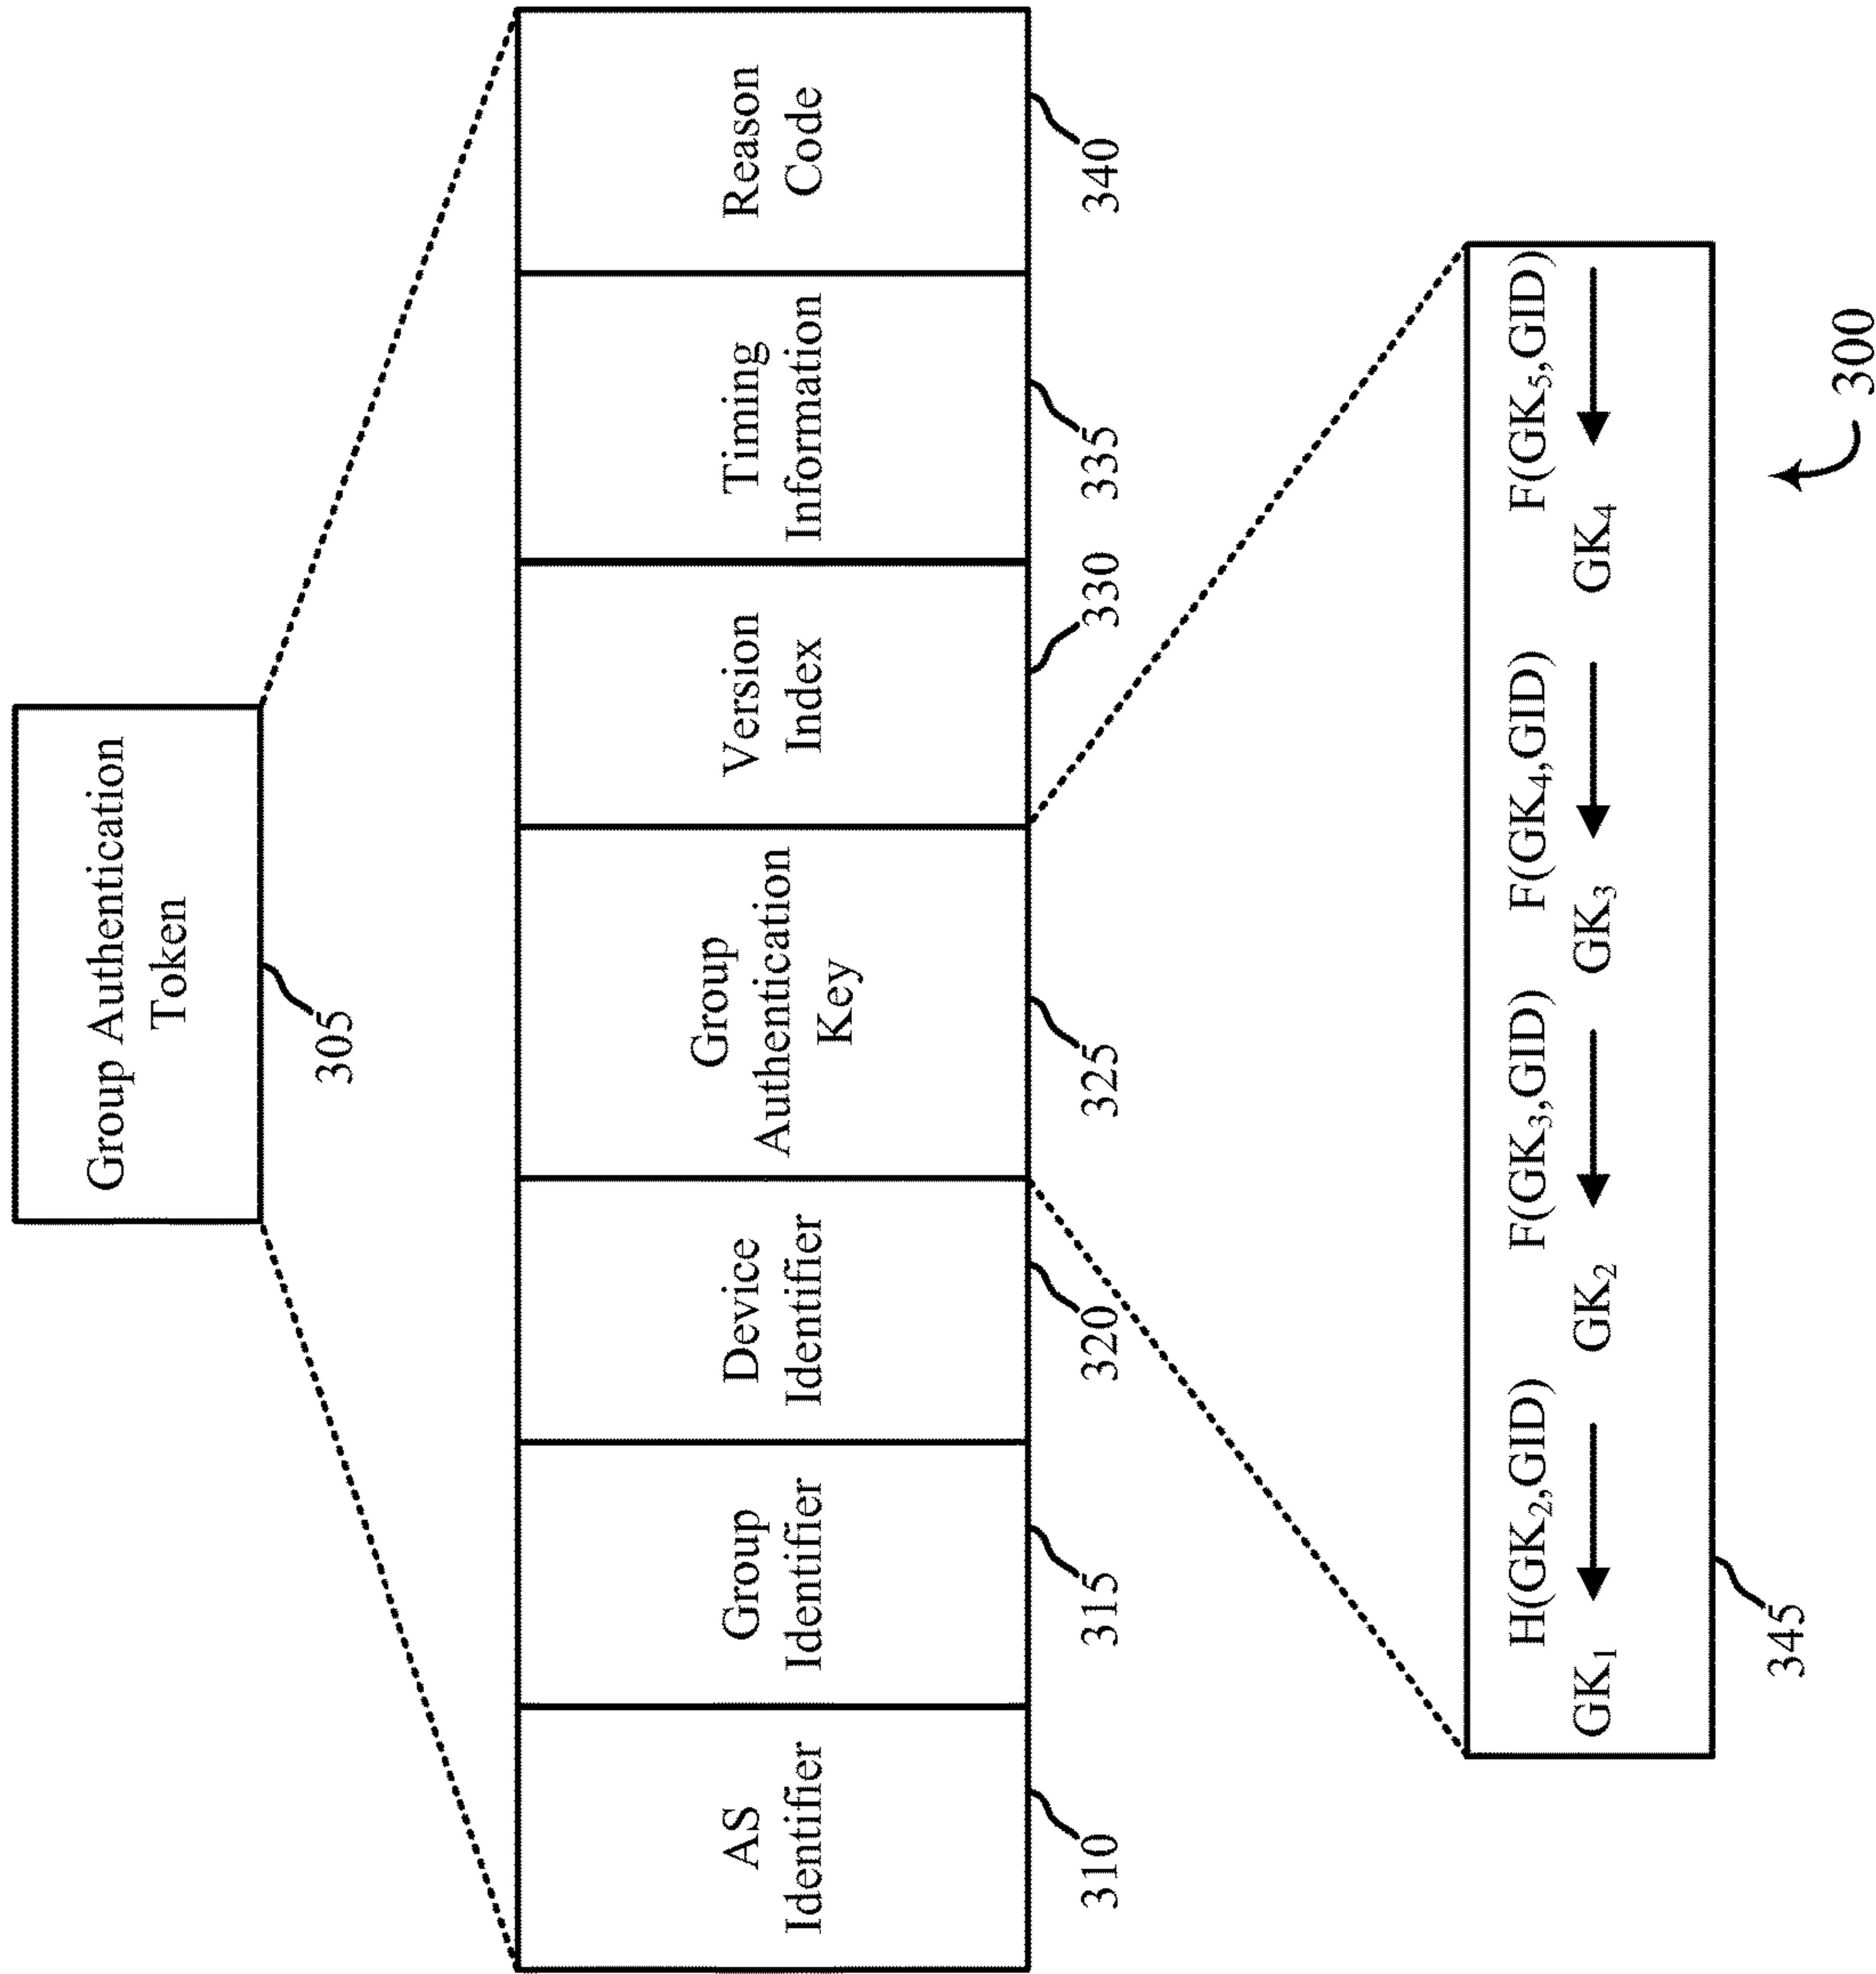 Group Authentication
Token
305
AS
Identifier
Group
Identifier
Device
Identifier
Group
Authentication
Key
Version
Index
Timing
Information
Reason
Code
310
315
320
325
330
335
340
H(GK₂,GID)
F(GK₃,GID)
F(GK₄,GID)
F(GK₅,GID)
GK₁
GK₂
GK₃
GK₄
345
300